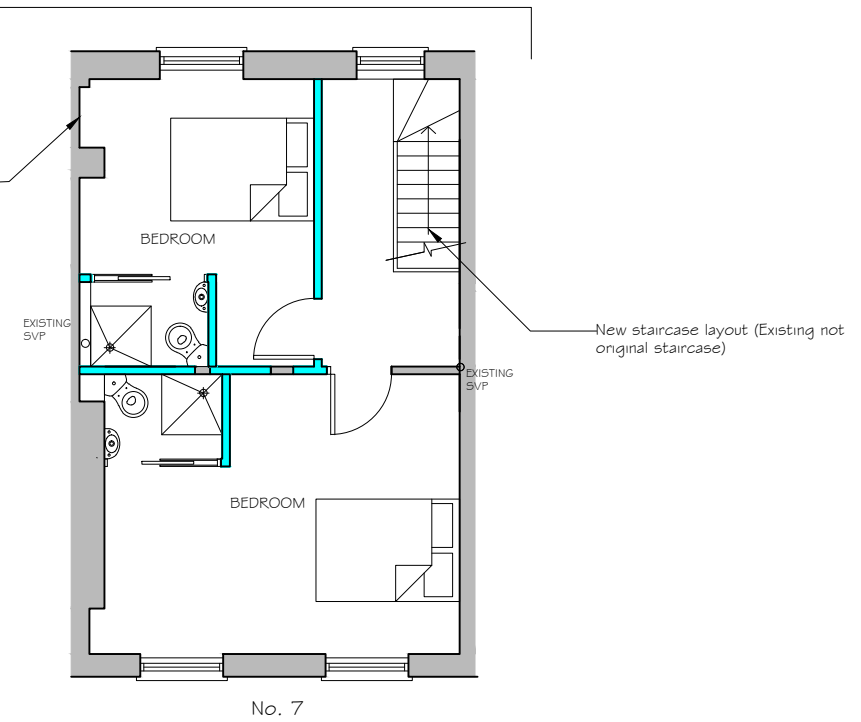 BEDROOM
EXISTING
SVP
New staircase layout (Existing not
original staircase)
EXISTING
SVP
BEDROOM
No. 7